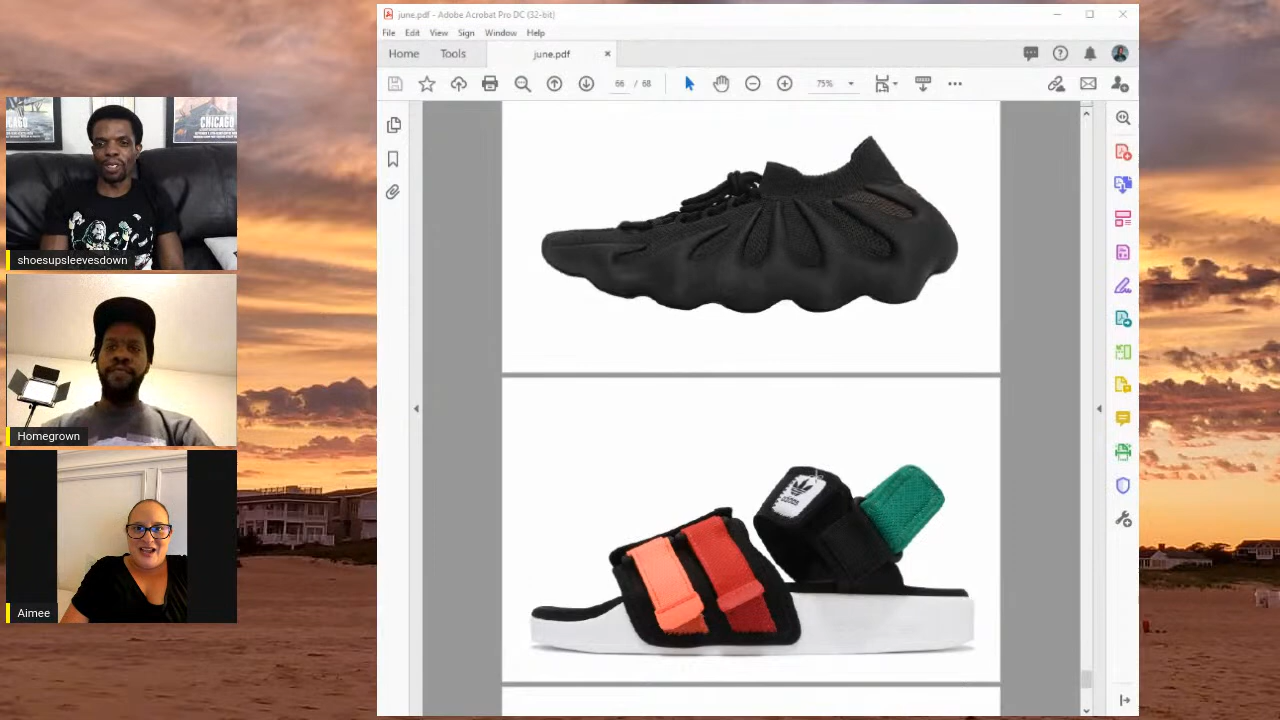 june.pdf - Adobe Acrobat Pro DC (32-bit)
File Edit View Sign Window Help
Home Tools june.pdf
66 / 68 75%
CHICAGO
shoesupsleevesdown
Homegrown
Aimee